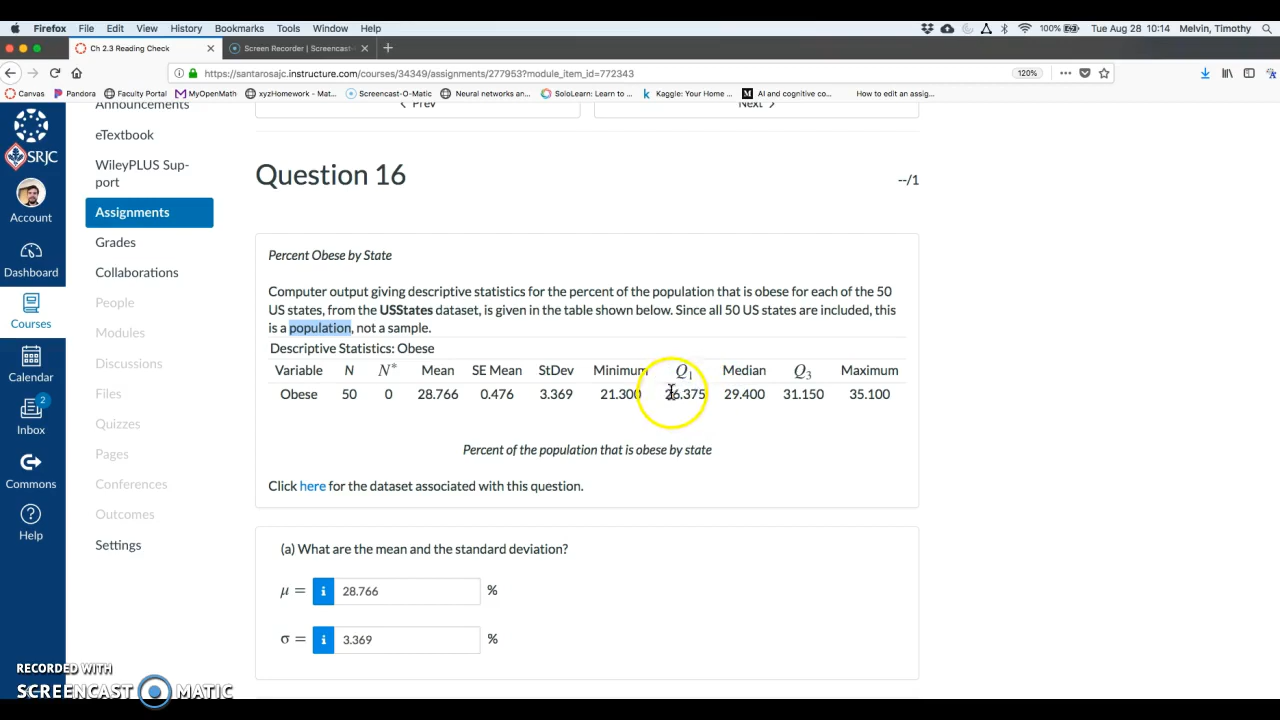 Firefox File Edit View History Bookmarks Tools Window Help 100% Tue Aug 28 10:14 Melvin, Timothy
Ch 2.3 Reading Check × Screen Recorder | Screencast- × +
https://santarosajc.instructure.com/courses/34349/assignments/277953?module_item_id=772343 120%
Canvas Pandora Faculty Portal MyOpenMath xyzHomework - Mat... Screencast-O-Matic Neural networks an... SoloLearn: Learn to ... Kaggle: Your Home ... AI and cognitive co... How to edit an assig...
Announcements
eTextbook
WileyPLUS Sup-
port
Assignments
Grades
Collaborations
People
Modules
Discussions
Files
Quizzes
Pages
Conferences
Outcomes
Settings
SRJC
Account
Dashboard
Courses
Calendar
2
Inbox
Commons
Help
< Prev
Next >
Question 16
--/1
Percent Obese by State
Computer output giving descriptive statistics for the percent of the population that is obese for each of the 50
US states, from the USStates dataset, is given in the table shown below. Since all 50 US states are included, this
is a population, not a sample.
Descriptive Statistics: Obese
Variable N N* Mean SE Mean StDev Minimum Q1 Median Q3 Maximum
Obese 50 0 28.766 0.476 3.369 21.300 26.375 29.400 31.150 35.100
Percent of the population that is obese by state
Click here for the dataset associated with this question.
(a) What are the mean and the standard deviation?
μ = i 28.766 %
σ = i 3.369 %
RECORDED WITH
SCREENCAST MATIC